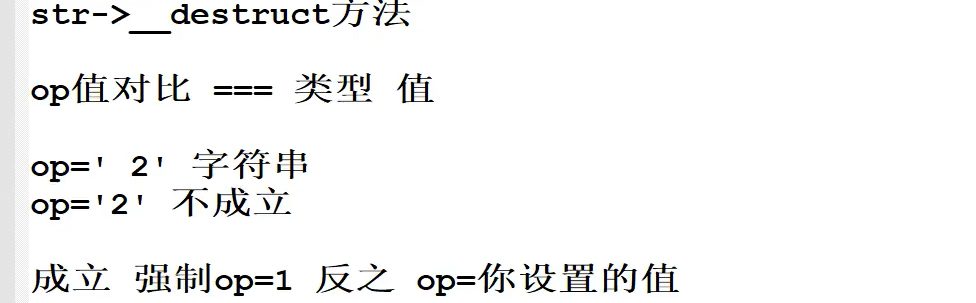 str->__destruct方法
op值对比 === 类型 值
op=' 2' 字符串
op='2' 不成立
成立 强制op=1 反之 op=你设置的值